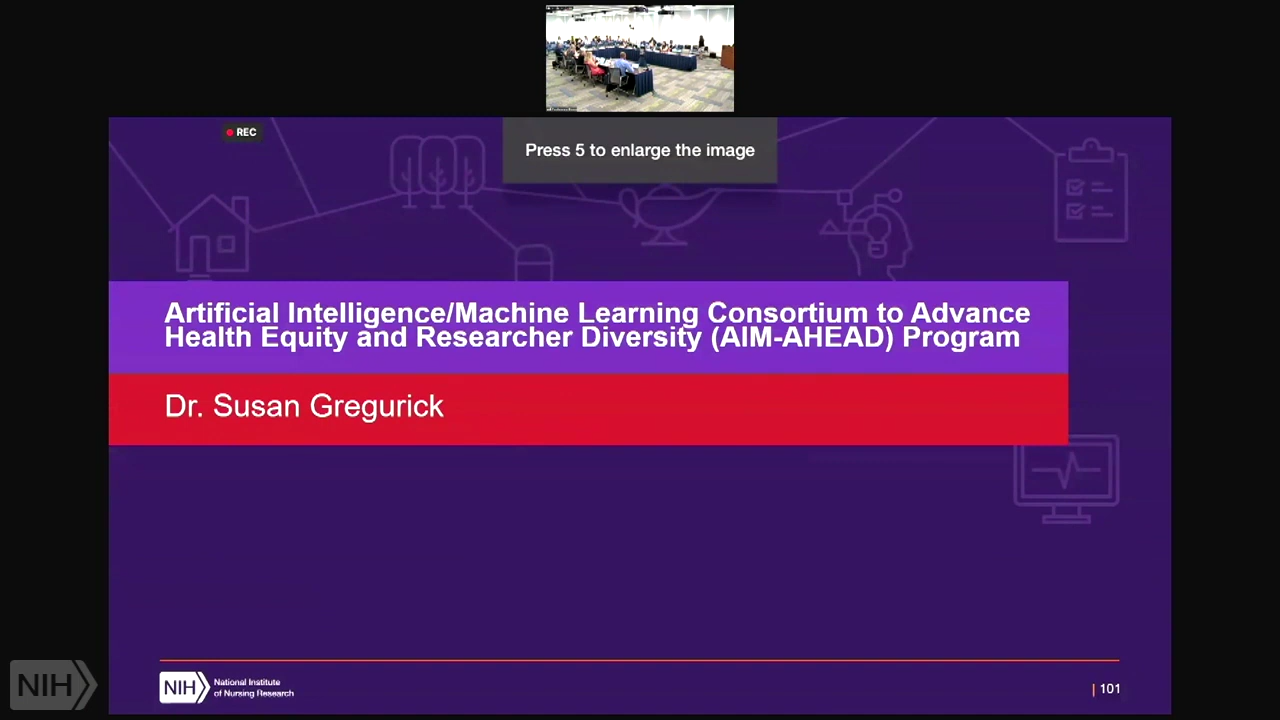 REC
Press 5 to enlarge the image
Artificial Intelligence/Machine Learning Consortium to Advance
Health Equity and Researcher Diversity (AIM-AHEAD) Program
Dr. Susan Gregurick
NIH
NIH
National Institute
of Nursing Research
| 101